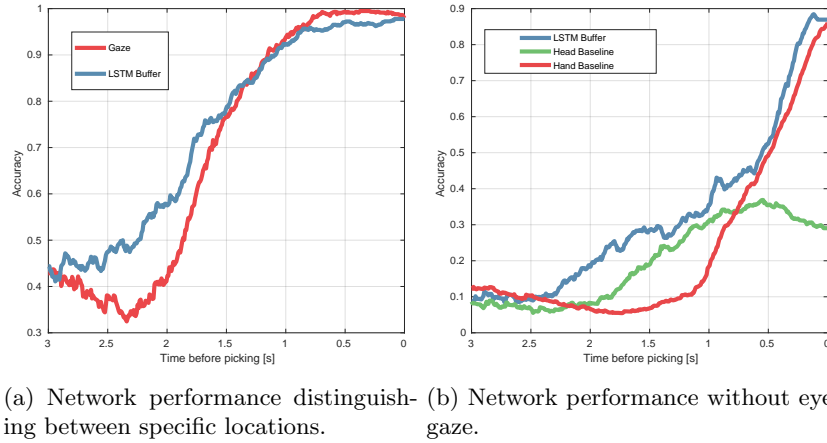 1
0.9
0.8
0.7
0.6
0.5
0.4
0.3
Accuracy
Gaze
LSTM Buffer
3 2.5 2 1.5 1 0.5 0
Time before picking [s]
(a) Network performance distinguish-
ing between specific locations.
0.9
0.8
0.7
0.6
0.5
0.4
0.3
0.2
0.1
0
Accuracy
LSTM Buffer
Head Baseline
Hand Baseline
3 2.5 2 1.5 1 0.5 0
Time before picking [s]
(b) Network performance without eye
gaze.